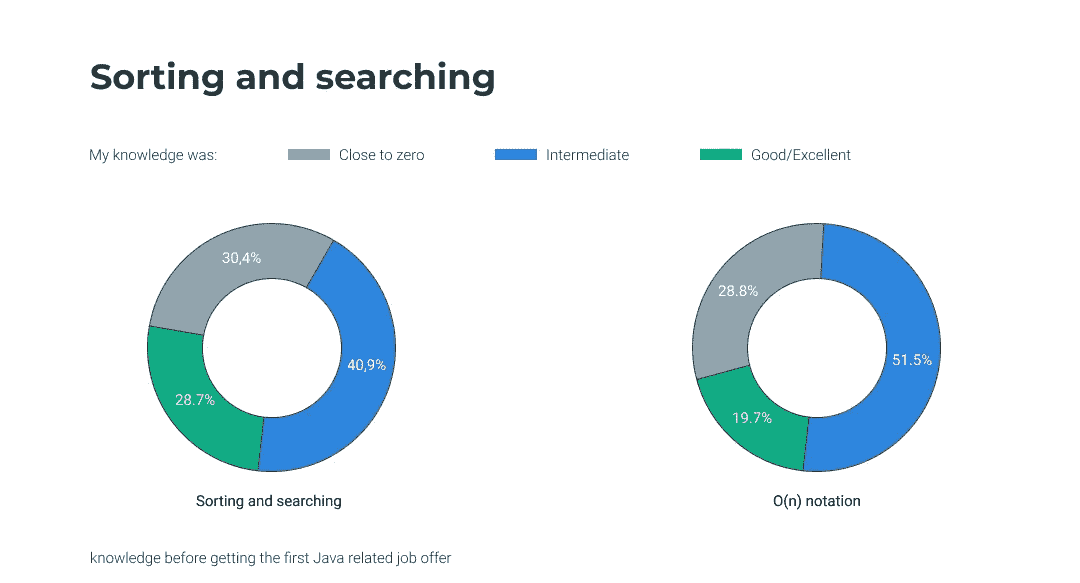 Sorting and searching
My knowledge was: Close to zero Intermediate Good/Excellent
30,4%
40,9%
28.7%
Sorting and searching
28.8%
51.5%
19.7%
O(n) notation
knowledge before getting the first Java related job offer